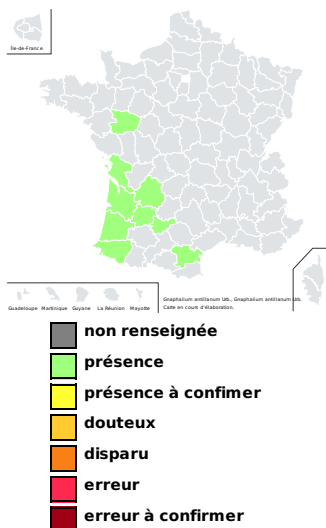 Île-de-France
Guadeloupe Martinique Guyane La Réunion Mayotte
Gnaphalium antillanum Urb., Gnaphalium antillanum Urb.
Carte en cours d'élaboration.
non renseignée
présence
présence à confimer
douteux
disparu
erreur
erreur à confirmer